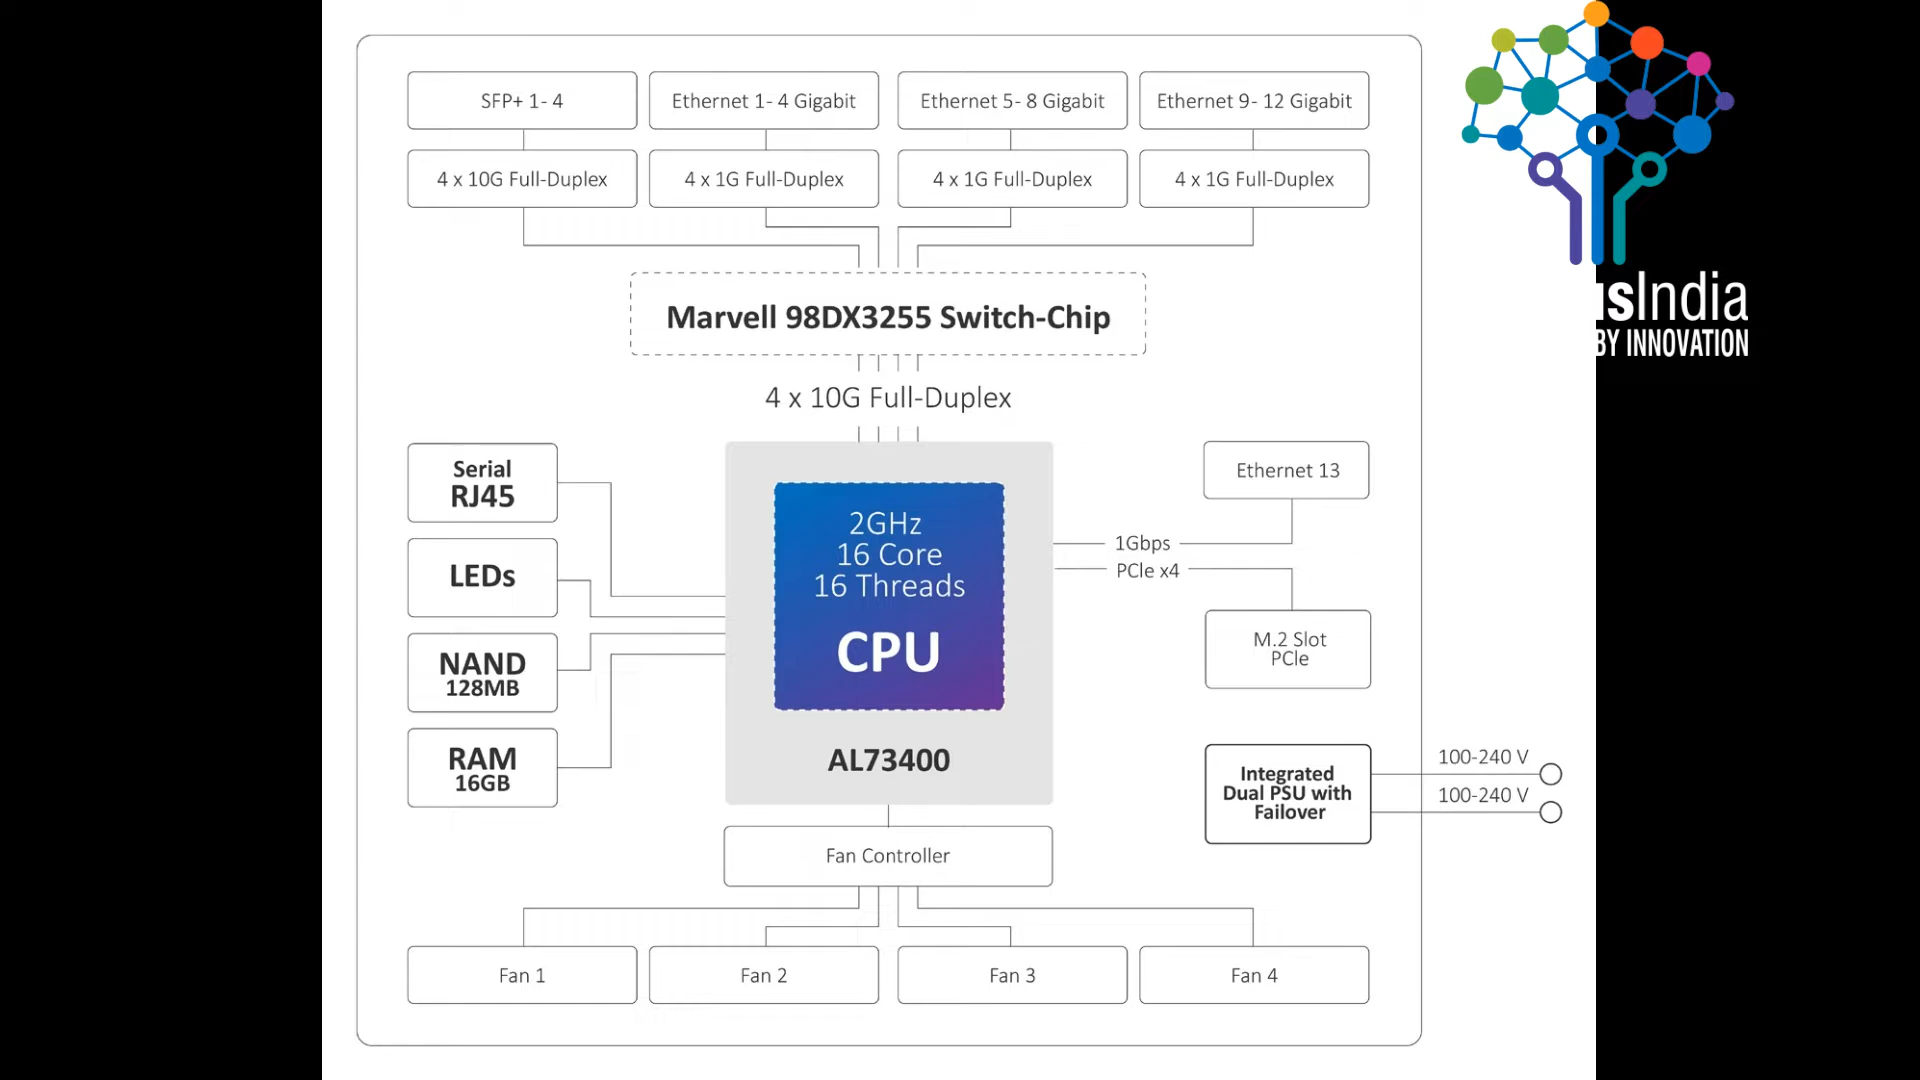 SFP+ 1- 4
Ethernet 1- 4 Gigabit
Ethernet 5- 8 Gigabit
Ethernet 9- 12 Gigabit
4 x 10G Full-Duplex
4 x 1G Full-Duplex
4 x 1G Full-Duplex
4 x 1G Full-Duplex
usIndia
BY INNOVATION
Marvell 98DX3255 Switch-Chip
4 x 10G Full-Duplex
Serial
RJ45
LEDs
NAND
128MB
RAM
16GB
2GHz
16 Core
16 Threads
CPU
AL73400
Ethernet 13
1Gbps
PCIe x4
M.2 Slot
PCIe
Integrated
Dual PSU with
Failover
100-240 V
100-240 V
Fan Controller
Fan 1
Fan 2
Fan 3
Fan 4